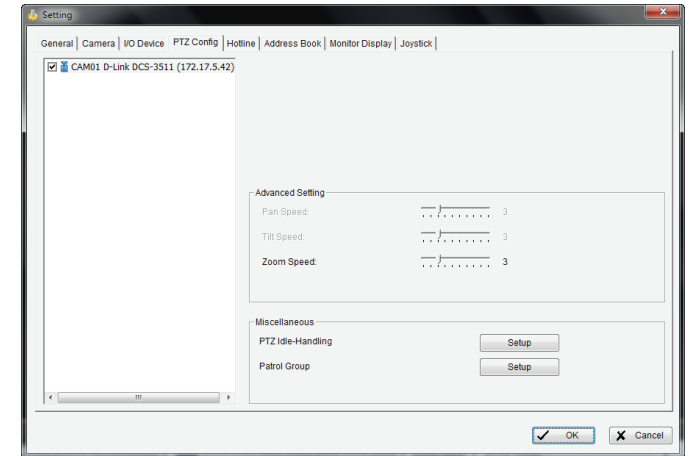 Setting
General Camera I/O Device PTZ Config Hotline Address Book Monitor Display Joystick
CAM01 D-Link DCS-3511 (172.17.5.42)
Advanced Setting
Pan Speed: 3
Tilt Speed: 3
Zoom Speed: 3
Miscellaneous
PTZ Idle-Handling Setup
Patrol Group Setup
OK Cancel